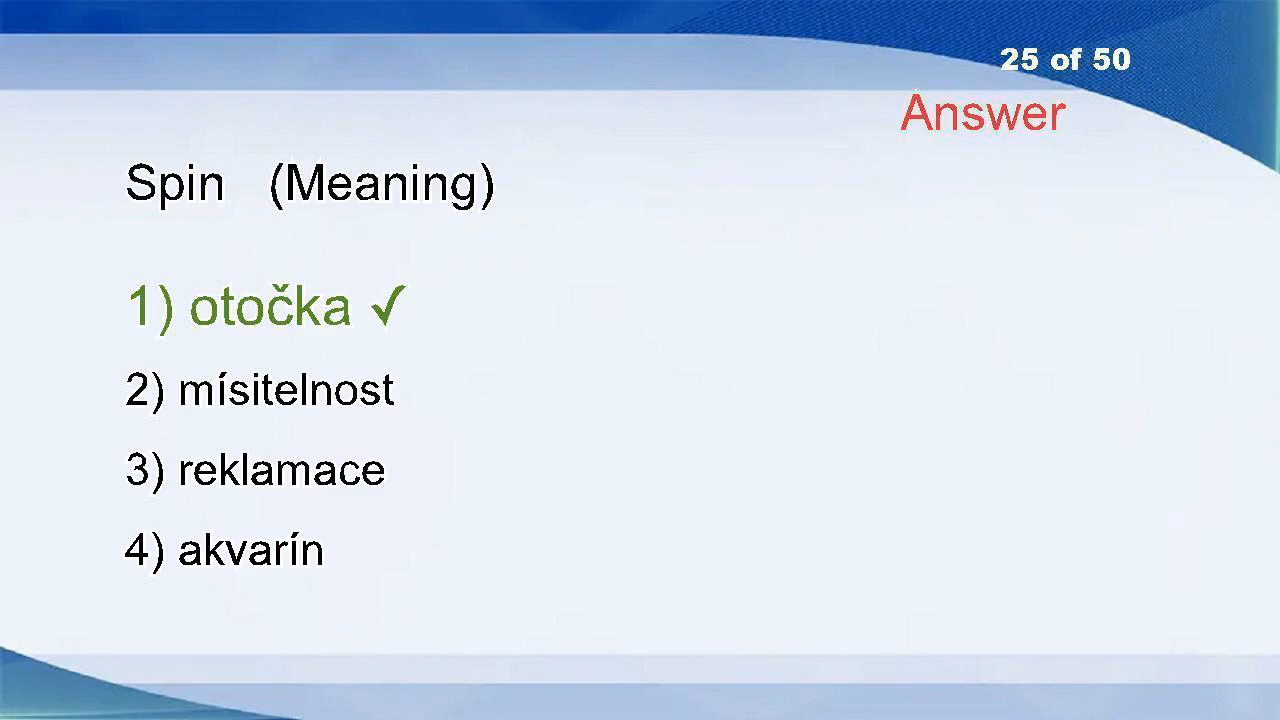 25 of 50
Answer
Spin (Meaning)
1) otočka ✓
2) mísitelnost
3) reklamace
4) akvarín